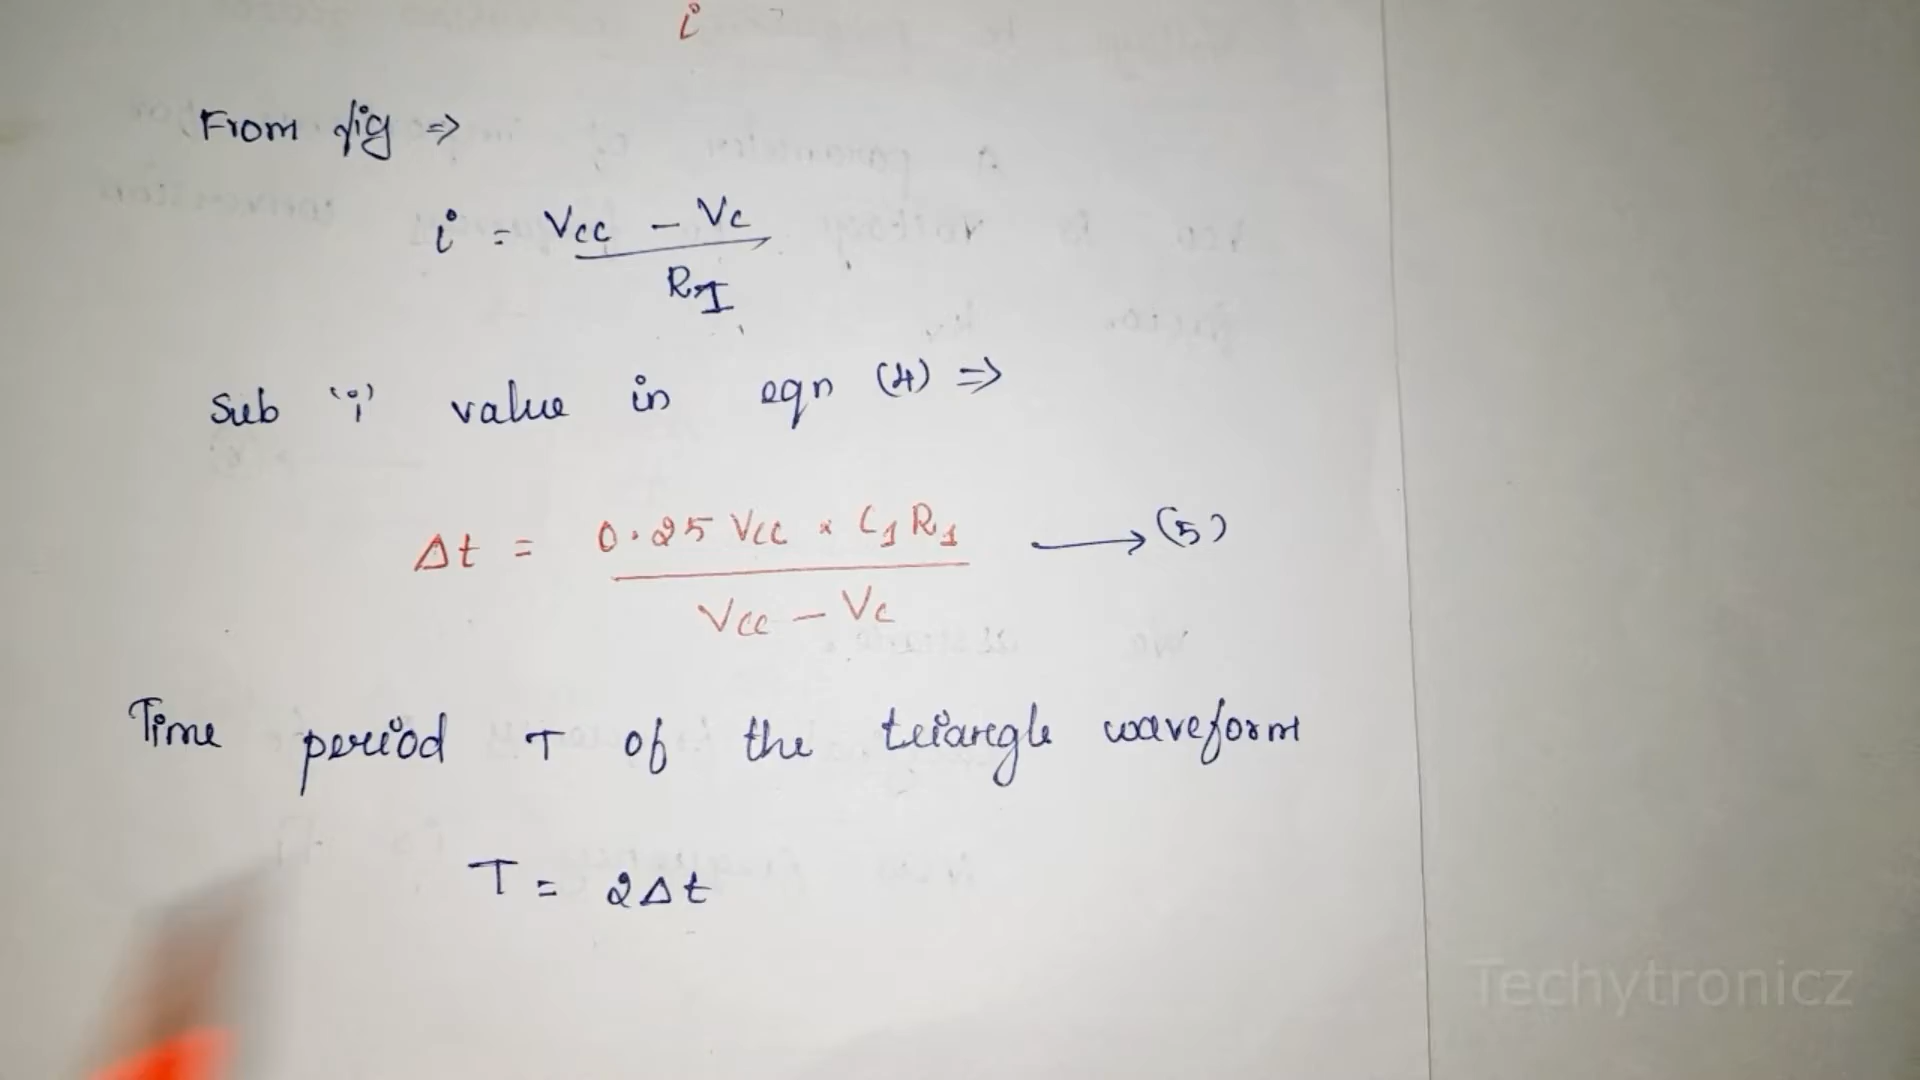 i
From fig ⇒
i = Vcc - Vc
R1
Sub 'i' value in eqn (4) ⇒
Δt = 0.25 Vcc × C1 R1 ⟶ (5)
Vcc - Vc
Time period T of the triangle waveform
T = 2Δt
Techytronicz